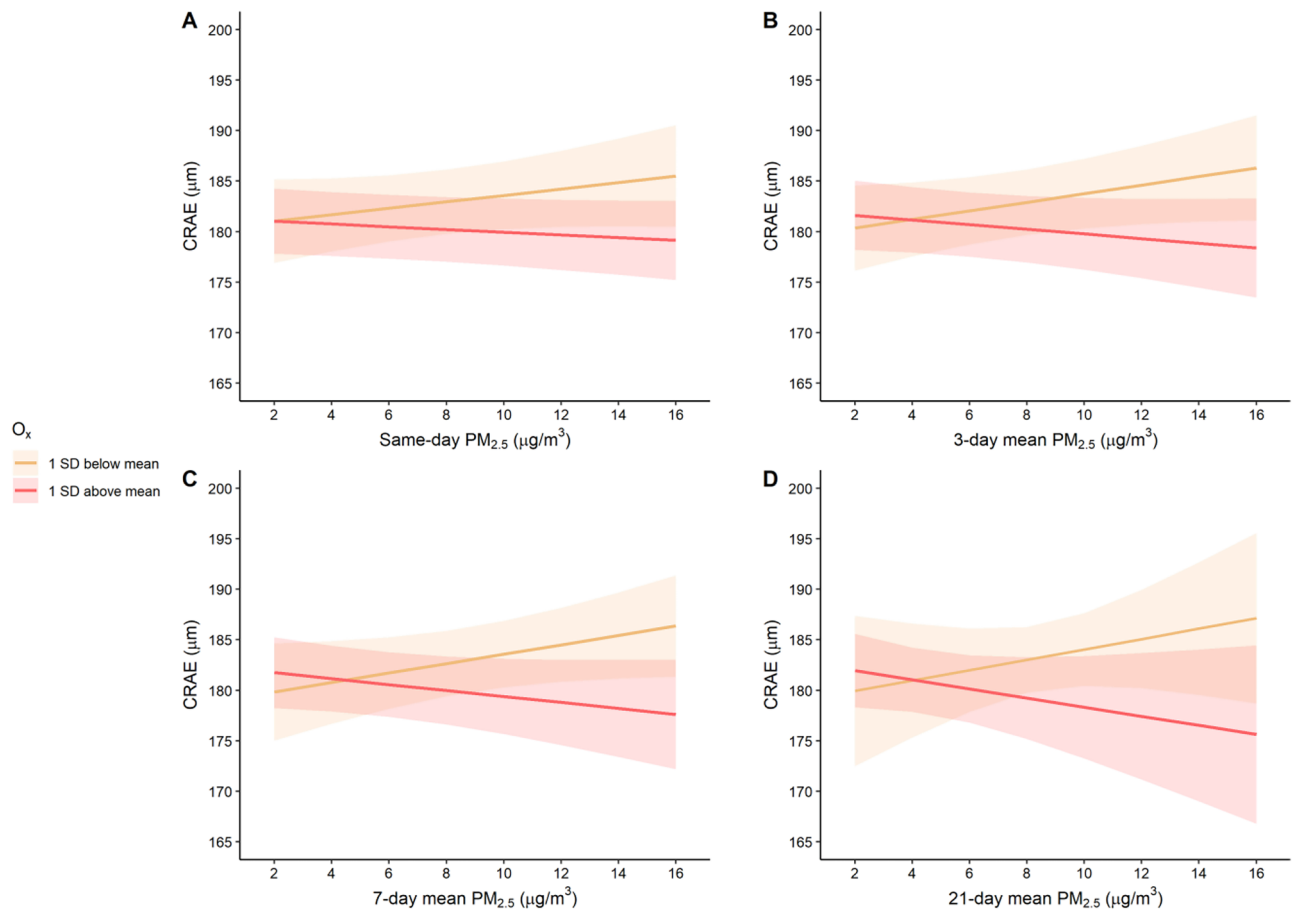 A
200
195
190
185
180
175
170
165
CRAE (μm)
2 4 6 8 10 12 14 16
Same-day PM2.5 (μg/m³)
B
200
195
190
185
180
175
170
165
CRAE (μm)
2 4 6 8 10 12 14 16
3-day mean PM2.5 (μg/m³)
Ox
1 SD below mean
1 SD above mean
C
200
195
190
185
180
175
170
165
CRAE (μm)
2 4 6 8 10 12 14 16
7-day mean PM2.5 (μg/m³)
D
200
195
190
185
180
175
170
165
CRAE (μm)
2 4 6 8 10 12 14 16
21-day mean PM2.5 (μg/m³)